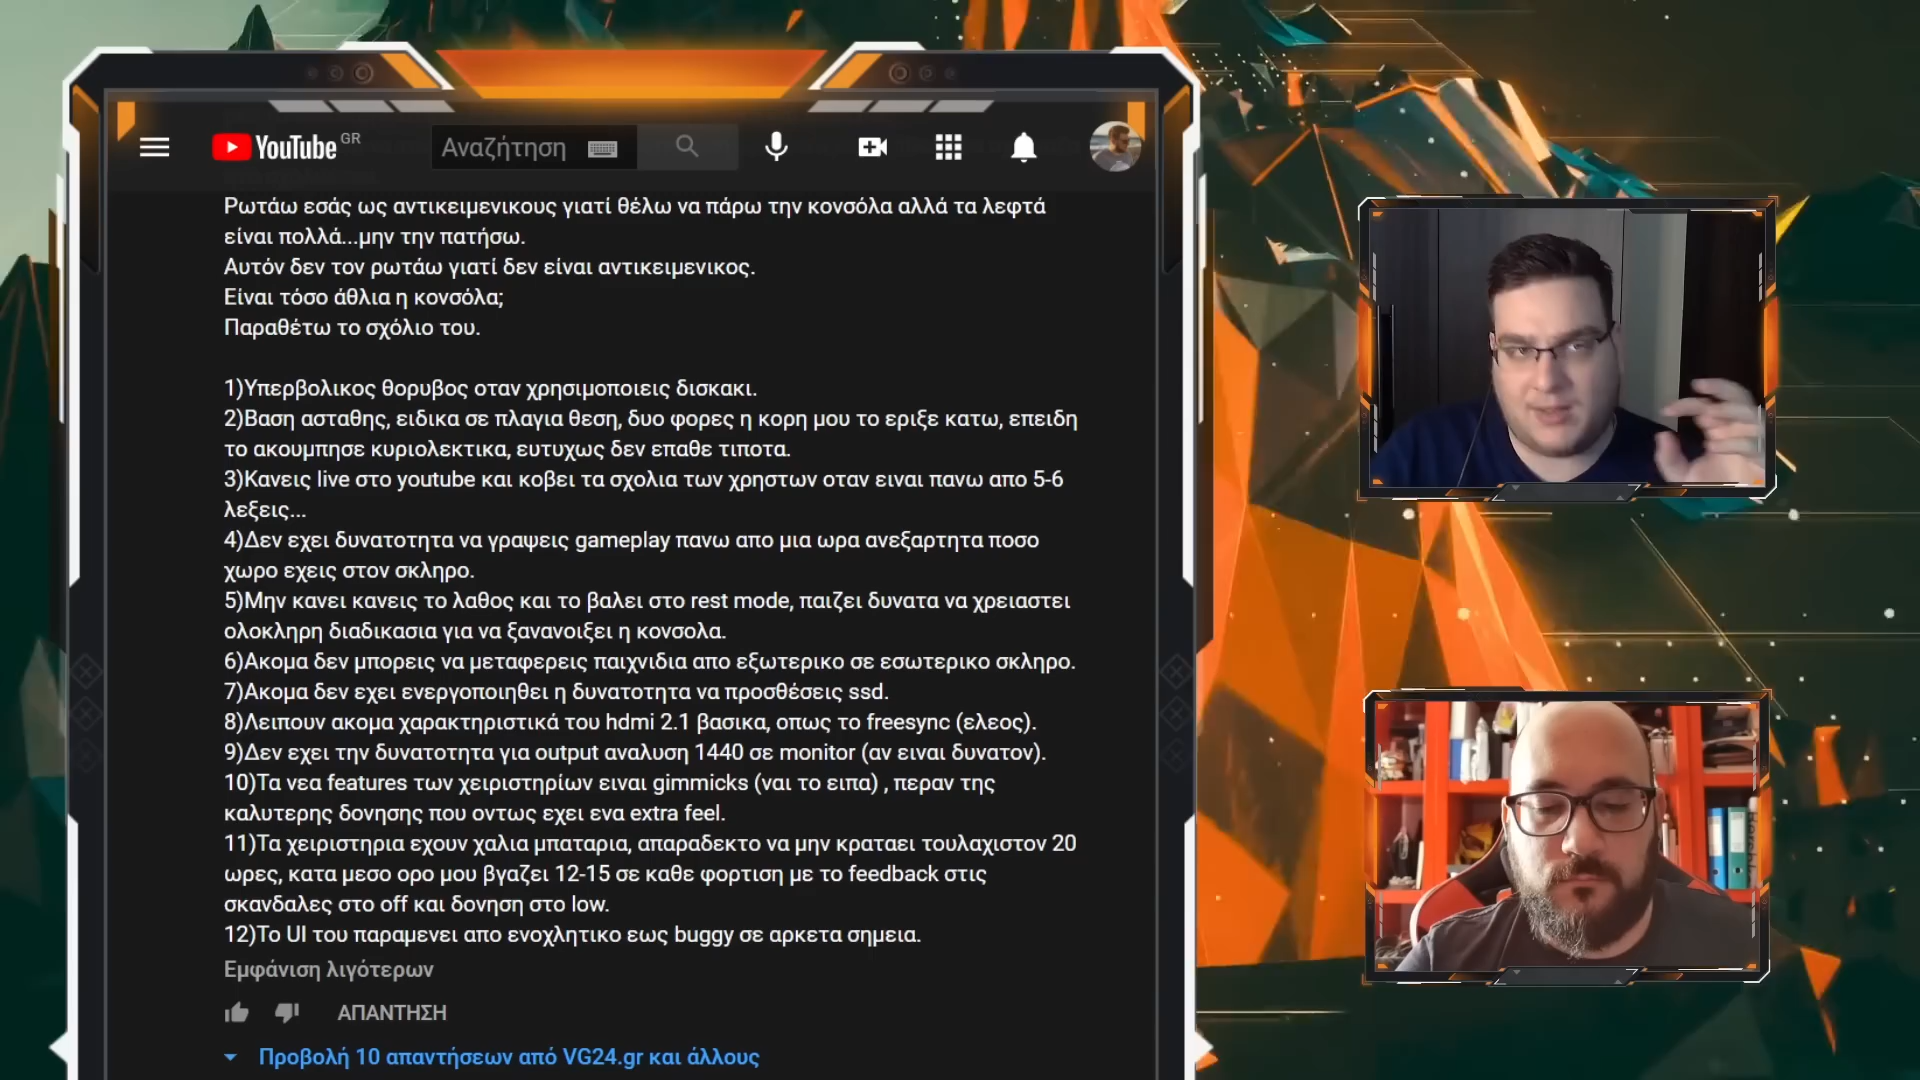 YouTube GR
Αναζήτηση
Ρωτάω εσάς ως αντικειμενικους γιατί θέλω να πάρω την κονσόλα αλλά τα λεφτά
είναι πολλά...μην την πατήσω.
Αυτόν δεν τον ρωτάω γιατί δεν είναι αντικειμενικος.
Είναι τόσο άθλια η κονσόλα;
Παραθέτω το σχόλιο του.
1)Υπερβολικος θορυβος οταν χρησιμοποιεις δισκακι.
2)Βαση ασταθης, ειδικα σε πλαγια θεση, δυο φορες η κορη μου το εριξε κατω, επειδη
το ακουμπησε κυριολεκτικα, ευτυχως δεν επαθε τιποτα.
3)Κανεις live στο youtube και κοβει τα σχολια των χρηστων οταν ειναι πανω απο 5-6
λεξεις...
4)Δεν εχει δυνατοτητα να γραψεις gameplay πανω απο μια ωρα ανεξαρτητα ποσο
χωρο εχεις στον σκληρο.
5)Μην κανει κανεις το λαθος και το βαλει στο rest mode, παιζει δυνατα να χρειαστει
ολοκληρη διαδικασια για να ξανανοιξει η κονσολα.
6)Ακομα δεν μπορεις να μεταφερεις παιχνιδια απο εξωτερικο σε εσωτερικο σκληρο.
7)Ακομα δεν εχει ενεργοποιηθει η δυνατοτητα να προσθέσεις ssd.
8)Λειπουν ακομα χαρακτηριστικά του hdmi 2.1 βασικα, οπως το freesync (ελεος).
9)Δεν εχει την δυνατοτητα για output αναλυση 1440 σε monitor (αν ειναι δυνατον).
10)Τα νεα features των χειριστηρίων ειναι gimmicks (ναι το ειπα) , περαν της
καλυτερης δονησης που οντως εχει ενα extra feel.
11)Τα χειριστηρια εχουν χαλια μπαταρια, απαραδεκτο να μην κραταει τουλαχιστον 20
ωρες, κατα μεσο ορο μου βγαζει 12-15 σε καθε φορτιση με το feedback στις
σκανδαλες στο off και δονηση στο low.
12)Το UI του παραμενει απο ενοχλητικο εως buggy σε αρκετα σημεια.
Εμφάνιση λιγότερων
ΑΠΑΝΤΗΣΗ
Προβολή 10 απαντήσεων από VG24.gr και άλλους